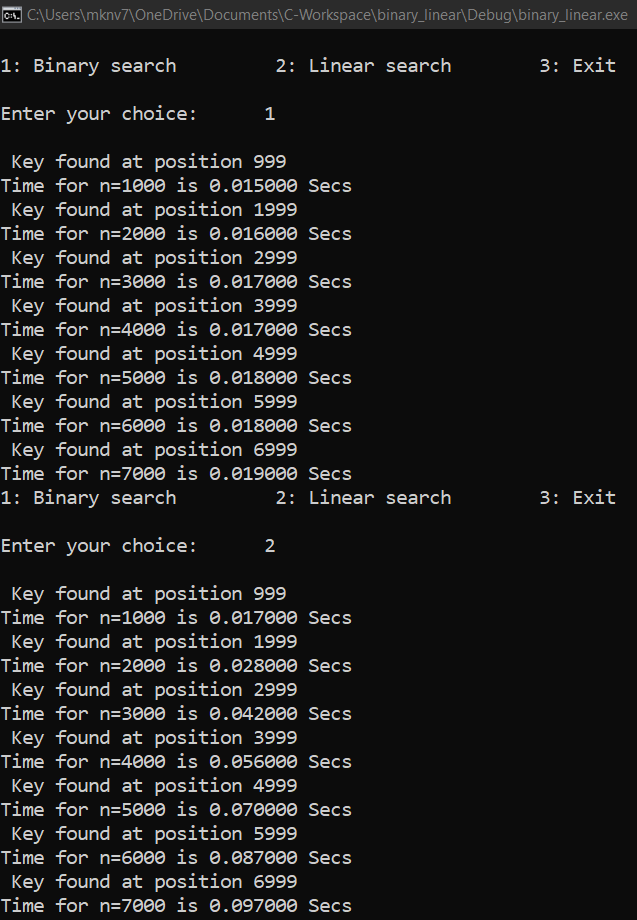 C:\Users\mknv7\OneDrive\Documents\C-Workspace\binary_linear\Debug\binary_linear.exe
1: Binary search         2: Linear search        3: Exit
Enter your choice:      1
Key found at position 999
Time for n=1000 is 0.015000 Secs
Key found at position 1999
Time for n=2000 is 0.016000 Secs
Key found at position 2999
Time for n=3000 is 0.017000 Secs
Key found at position 3999
Time for n=4000 is 0.017000 Secs
Key found at position 4999
Time for n=5000 is 0.018000 Secs
Key found at position 5999
Time for n=6000 is 0.018000 Secs
Key found at position 6999
Time for n=7000 is 0.019000 Secs
1: Binary search         2: Linear search        3: Exit
Enter your choice:      2
Key found at position 999
Time for n=1000 is 0.017000 Secs
Key found at position 1999
Time for n=2000 is 0.028000 Secs
Key found at position 2999
Time for n=3000 is 0.042000 Secs
Key found at position 3999
Time for n=4000 is 0.056000 Secs
Key found at position 4999
Time for n=5000 is 0.070000 Secs
Key found at position 5999
Time for n=6000 is 0.087000 Secs
Key found at position 6999
Time for n=7000 is 0.097000 Secs